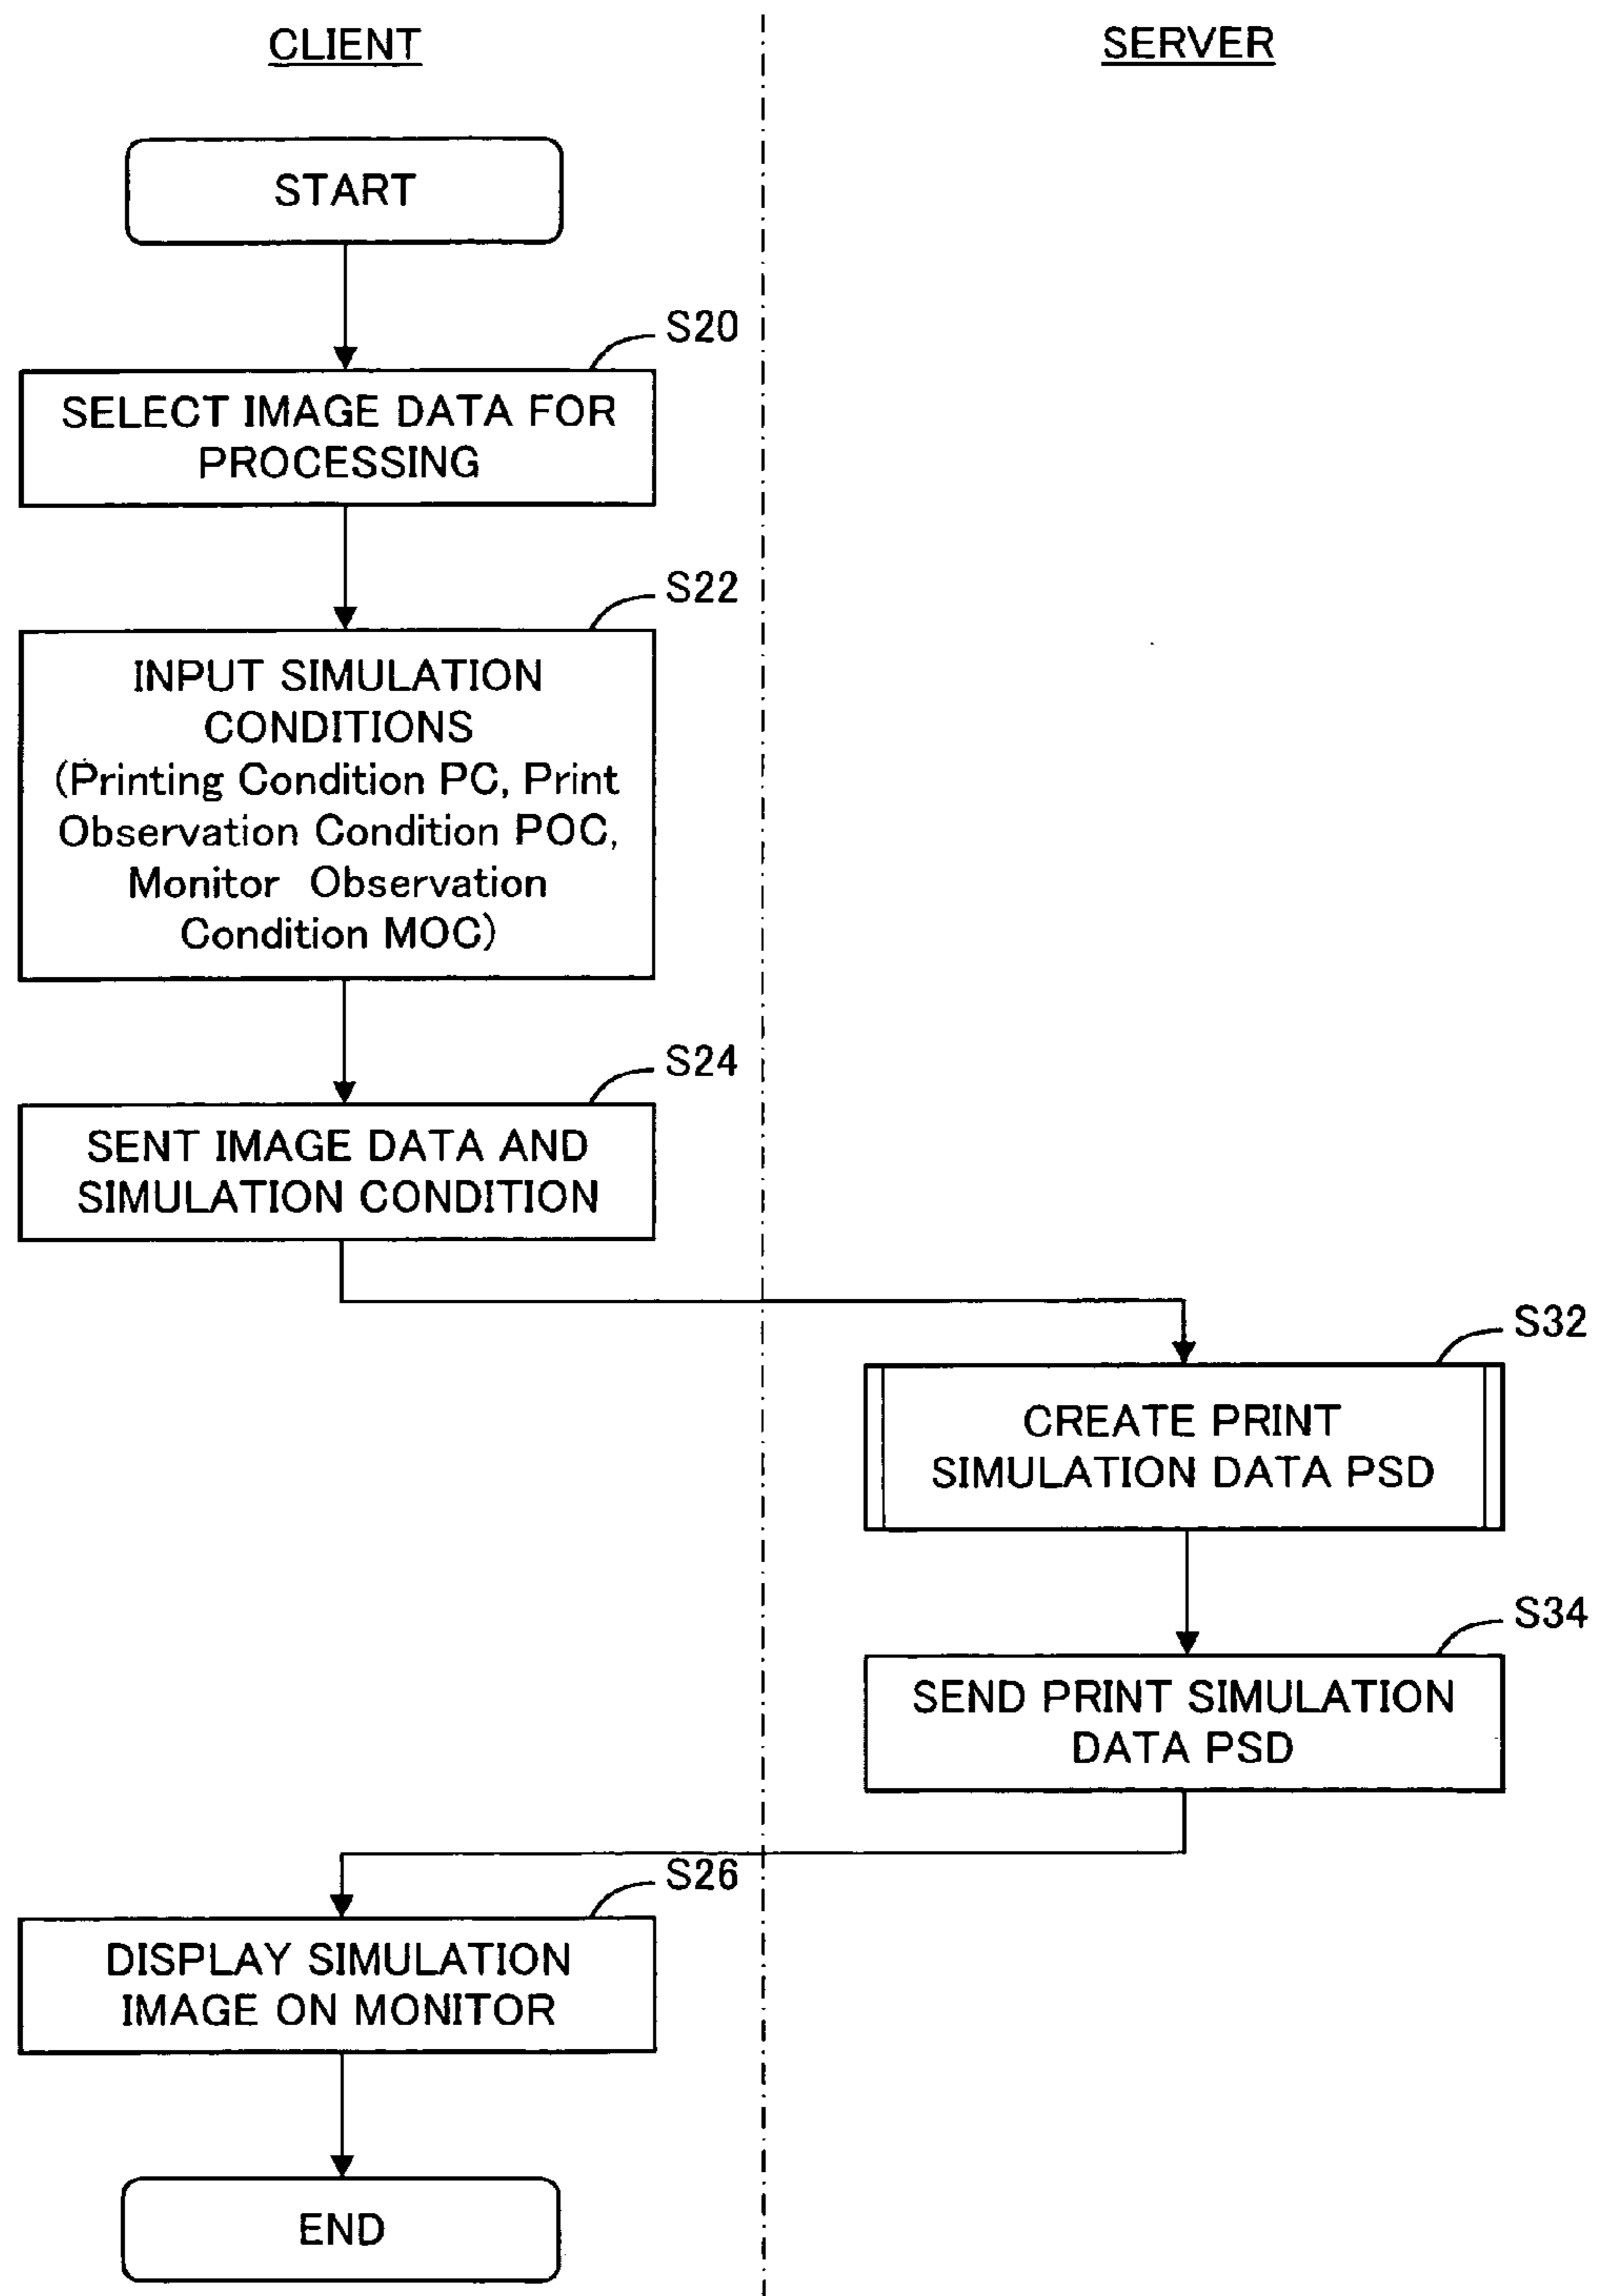 CLIENT
SERVER
START
S20
SELECT IMAGE DATA FOR
PROCESSING
S22
INPUT SIMULATION
CONDITIONS
(Printing Condition PC, Print
Observation Condition POC,
Monitor Observation
Condition MOC)
S24
SENT IMAGE DATA AND
SIMULATION CONDITION
S32
CREATE PRINT
SIMULATION DATA PSD
S34
SEND PRINT SIMULATION
DATA PSD
S26
DISPLAY SIMULATION
IMAGE ON MONITOR
END